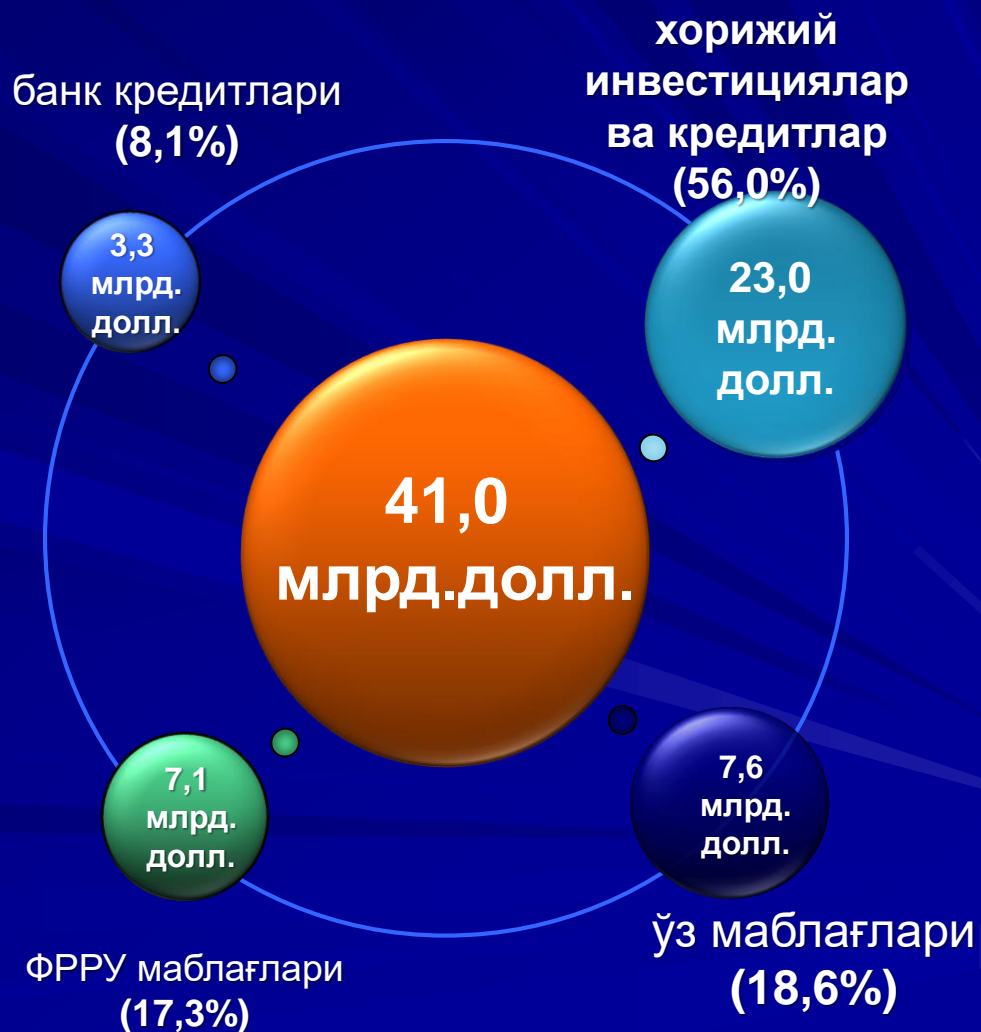 хорижий
инвестициялар
ва кредитлар
(56,0%)
банк кредитлари
(8,1%)
3,3
млрд.
долл.
23,0
млрд.
долл.
41,0
млрд.долл.
7,1
млрд.
долл.
7,6
млрд.
долл.
ўз маблағлари
(18,6%)
ФРРУ маблағлари
(17,3%)